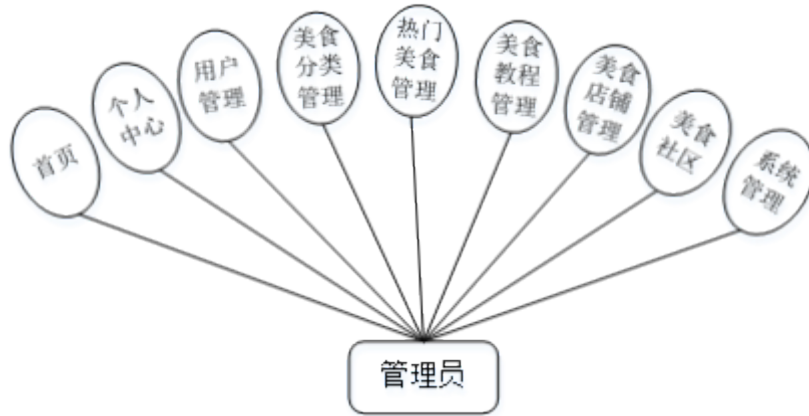 首页
个人
中心
用户
管理
美食
分类
管理
热门
美食
管理
美食
教程
管理
美食
店铺
管理
美食
社区
系统
管理
管理员